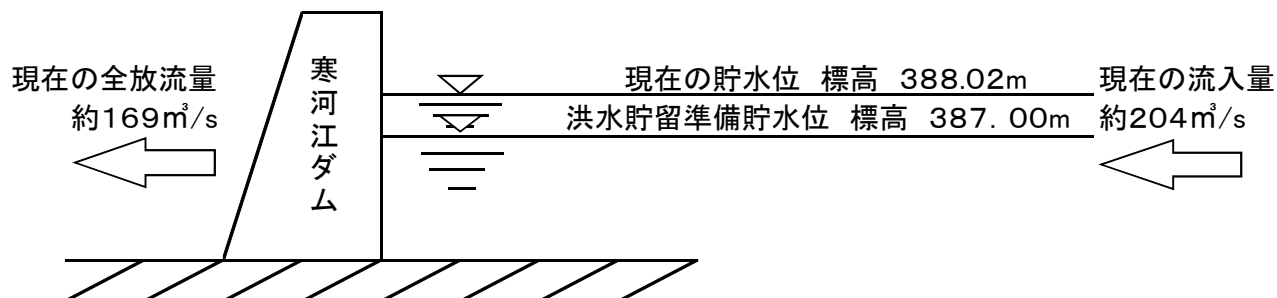 現在の全放流量
約169㎥/s
寒河江ダム
現在の貯水位 標高 388.02m
洪水貯留準備貯水位 標高 387.00m
現在の流入量
約204㎥/s